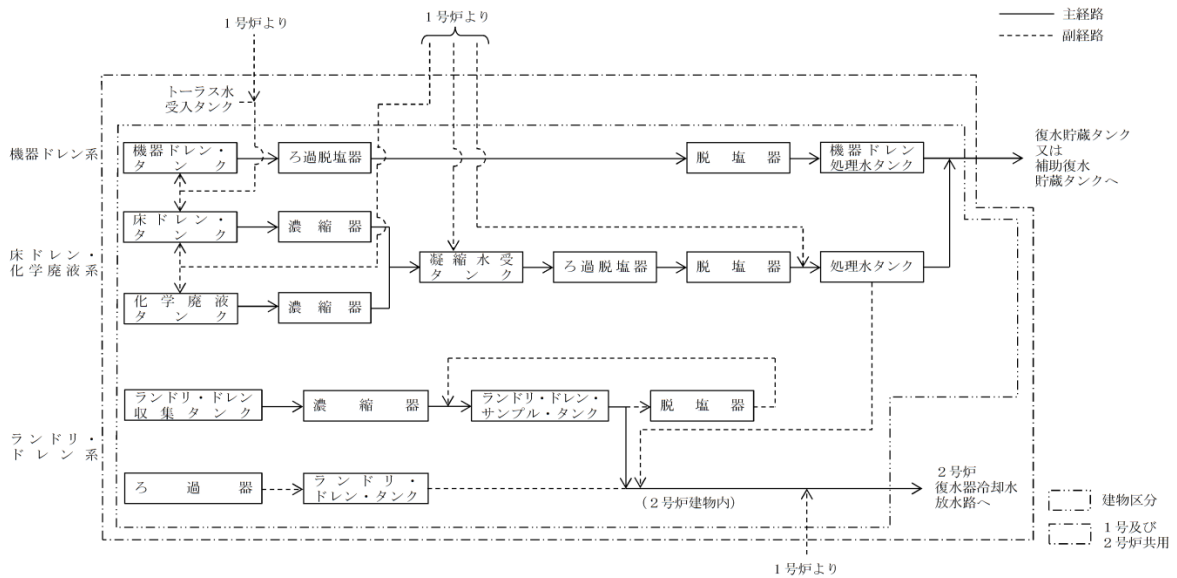 1号炉より
1号炉より
主経路
副経路
トーラス水
受入タンク
機器ドレン系
機器ドレン・
タンク
ろ過脱塩器
脱塩器
機器ドレン
処理水タンク
復水貯蔵タンク
又は
補助復水
貯蔵タンクへ
床ドレン・
化学廃液系
床ドレン・
タンク
濃縮器
凝縮水受
タンク
ろ過脱塩器
脱塩器
処理水タンク
化学廃液
タンク
濃縮器
ランドリ・
ドレン系
ランドリ・ドレン
収集タンク
濃縮器
ランドリ・ドレン・
サンプル・タンク
脱塩器
ろ過器
ランドリ・
ドレン・タンク
(2号炉建物内)
2号炉
復水器冷却水
放水路へ
1号炉より
建物区分
1号及び
2号炉共用